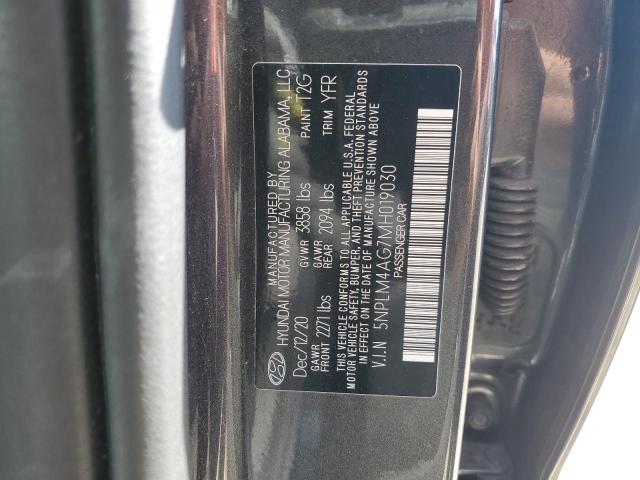 MANUFACTURED BY
HYUNDAI MOTOR MANUFACTURING ALABAMA, LLC
Dec/12/20 GVWR 3858 lbs PAINT T2G
GAWR FRONT 2271 lbs GAWR REAR 2094 lbs TRIM YFR
THIS VEHICLE CONFORMS TO ALL APPLICABLE U.S.A. FEDERAL
MOTOR VEHICLE SAFETY, BUMPER, AND THEFT PREVENTION STANDARDS
IN EFFECT ON THE DATE OF MANUFACTURE SHOWN ABOVE
V.I.N 5NPLM4AG7MH019030
PASSENGER CAR